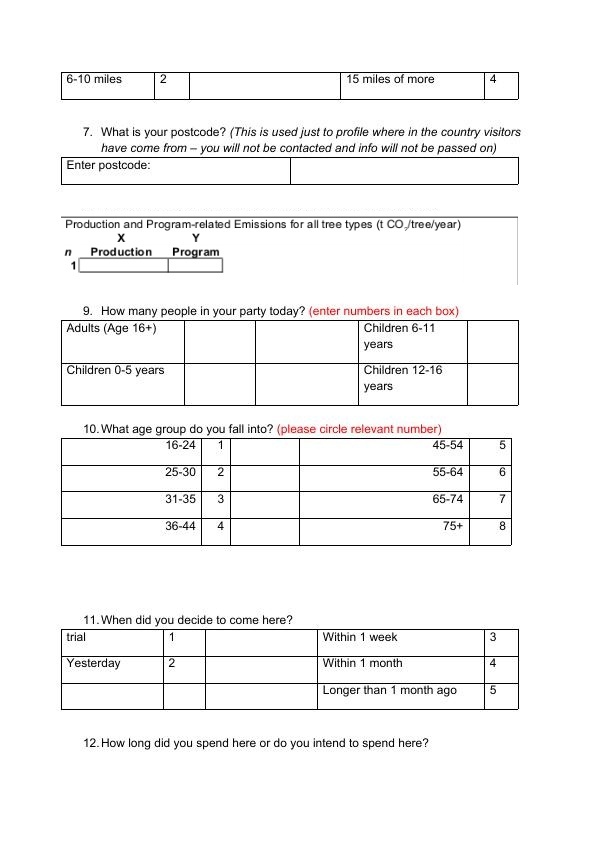 6-10 miles 2 15 miles of more 4
7. What is your postcode? (This is used just to profile where in the country visitors
have come from – you will not be contacted and info will not be passed on)
Enter postcode:
Production and Program-related Emissions for all tree types (t CO2/tree/year)
X Y
n Production Program
1
9. How many people in your party today? (enter numbers in each box)
Adults (Age 16+) Children 6-11
years
Children 0-5 years Children 12-16
years
10. What age group do you fall into? (please circle relevant number)
16-24 1 45-54 5
25-30 2 55-64 6
31-35 3 65-74 7
36-44 4 75+ 8
11. When did you decide to come here?
trial 1 Within 1 week 3
Yesterday 2 Within 1 month 4
Longer than 1 month ago 5
12. How long did you spend here or do you intend to spend here?